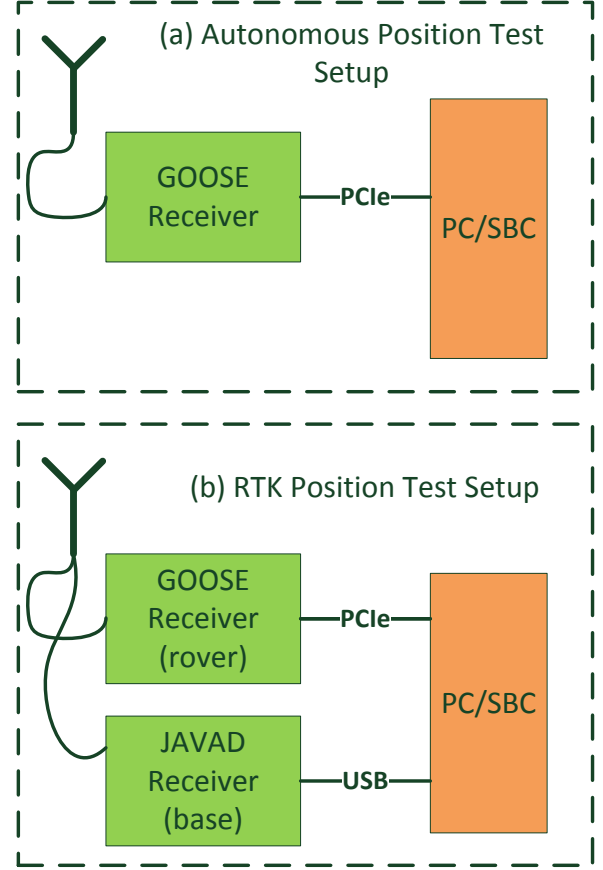 (a) Autonomous Position Test
Setup
GOOSE
Receiver
PCIe
PC/SBC
(b) RTK Position Test Setup
GOOSE
Receiver
(rover)
PCIe
PC/SBC
JAVAD
Receiver
(base)
USB